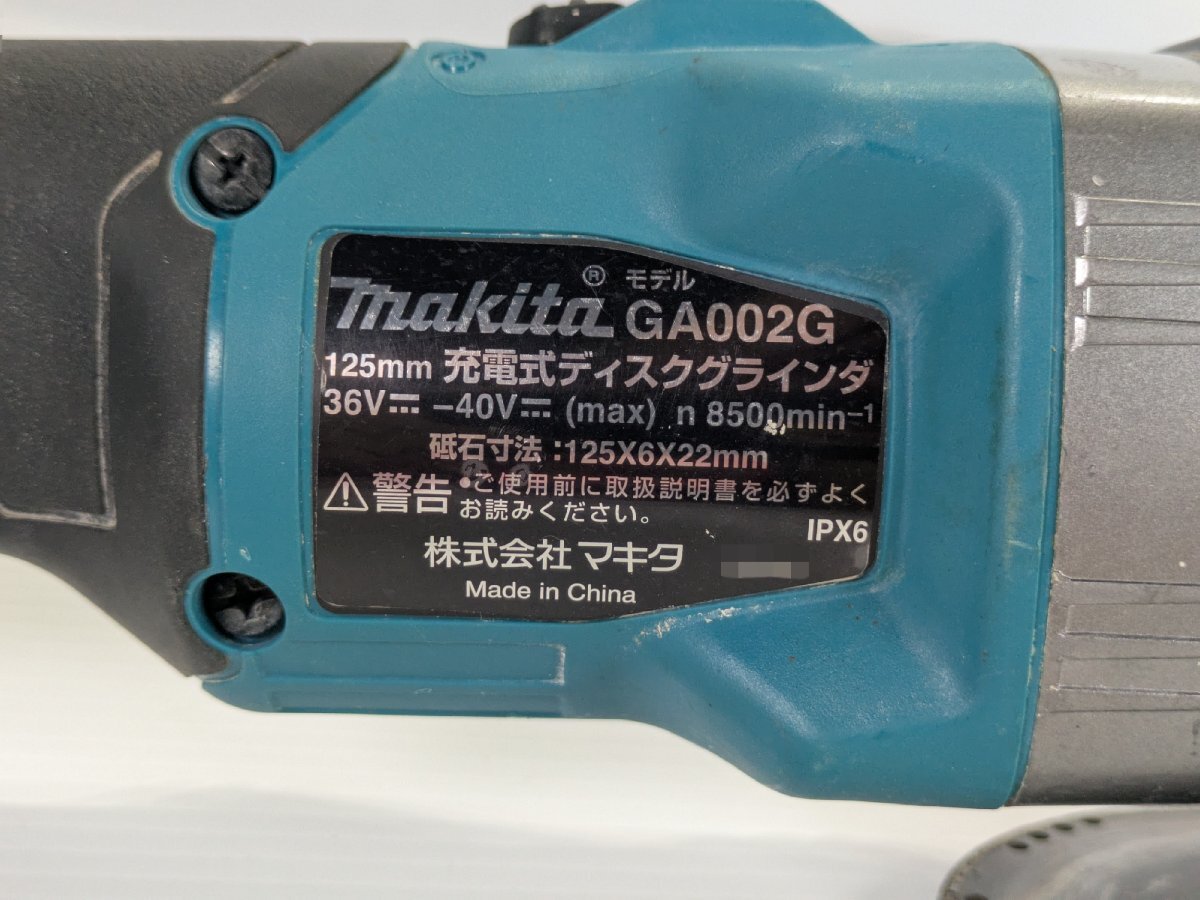 makita® モデル GA002G
125mm 充電式ディスクグラインダ
36V⎓ -40V⎓ (max) n 8500min⁻¹
砥石寸法:125X6X22mm
⚠警告 •ご使用前に取扱説明書を必ずよく
お読みください。
IPX6
株式会社マキタ
Made in China